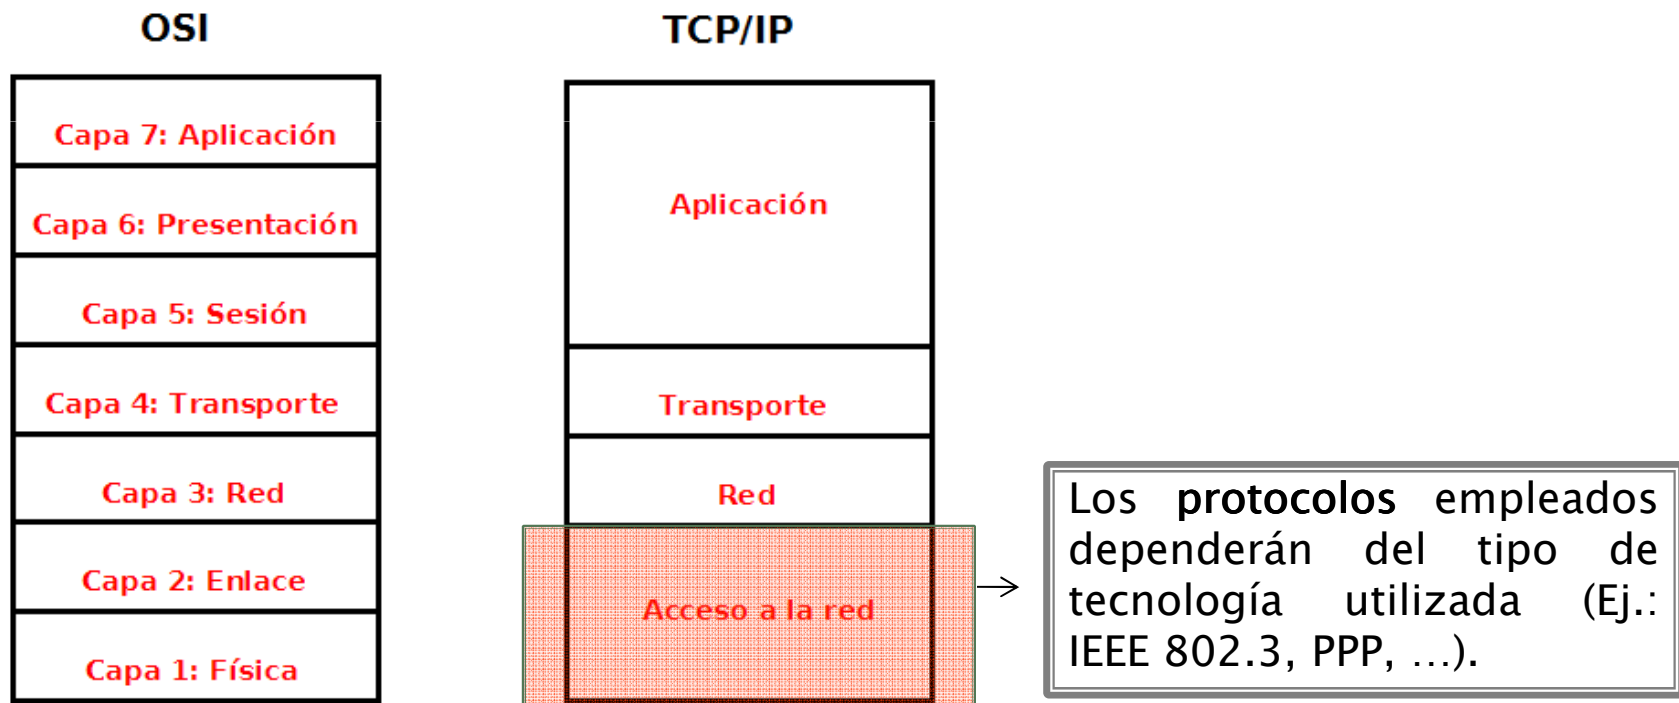 OSI
Capa 7: Aplicación
Capa 6: Presentación
Capa 5: Sesión
Capa 4: Transporte
Capa 3: Red
Capa 2: Enlace
Capa 1: Física
TCP/IP
Aplicación
Transporte
Red
Acceso a la red
Los protocolos empleados
dependerán del tipo de
tecnología utilizada (Ej.:
IEEE 802.3, PPP, …).